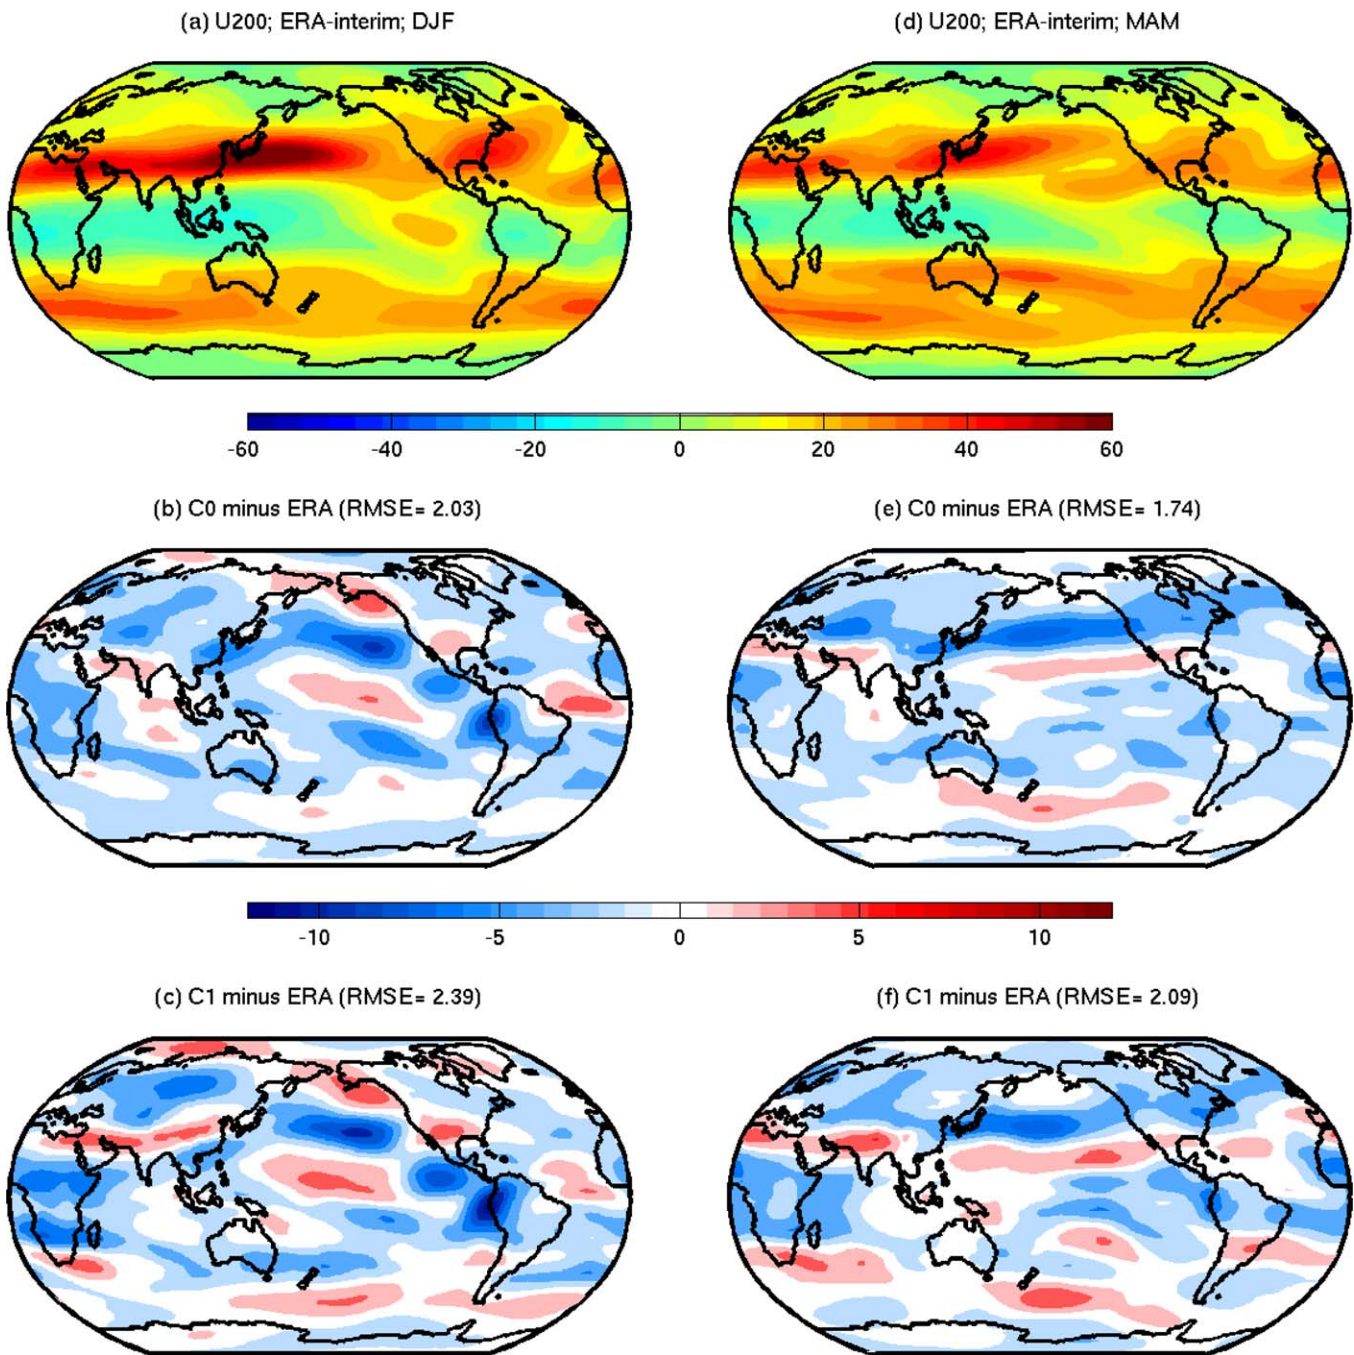 (a) U200; ERA-interim; DJF
(d) U200; ERA-interim; MAM
-60 -40 -20 0 20 40 60
(b) C0 minus ERA (RMSE= 2.03)
(e) C0 minus ERA (RMSE= 1.74)
-10 -5 0 5 10
(c) C1 minus ERA (RMSE= 2.39)
(f) C1 minus ERA (RMSE= 2.09)